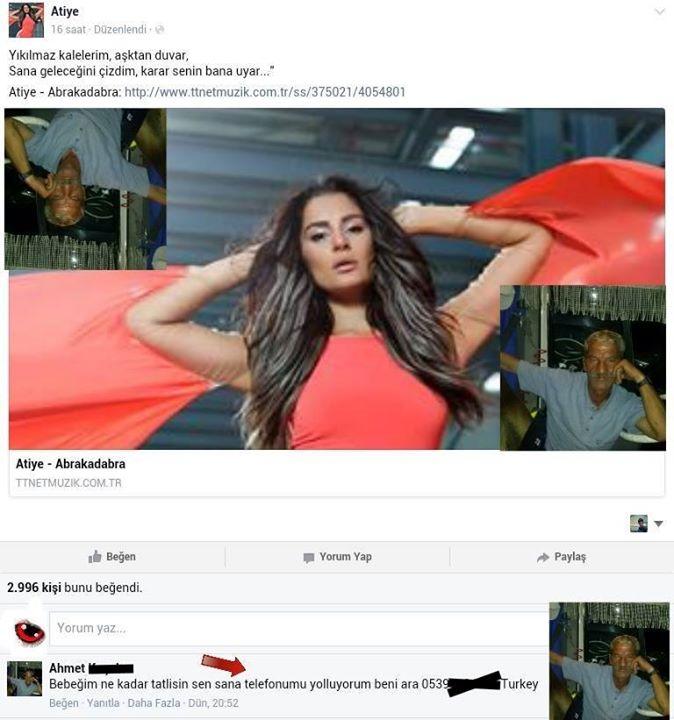 Atiye
16 saat · Düzenlendi ·
Yıkılmaz kalelerim, aşktan duvar,
Sana geleceğini çizdim, karar senin bana uyar..."
Atiye - Abrakadabra: http://www.ttnetmuzik.com.tr/ss/375021/4054801
Atiye - Abrakadabra
TTNETMUZIK.COM.TR
Beğen Yorum Yap Paylaş
2.996 kişi bunu beğendi.
Yorum yaz...
Ahmet
Bebeğim ne kadar tatlisin sen sana telefonumu yolluyorum beni ara 0539 Turkey
Beğen · Yanıtla · Daha Fazla · Dün, 20:52